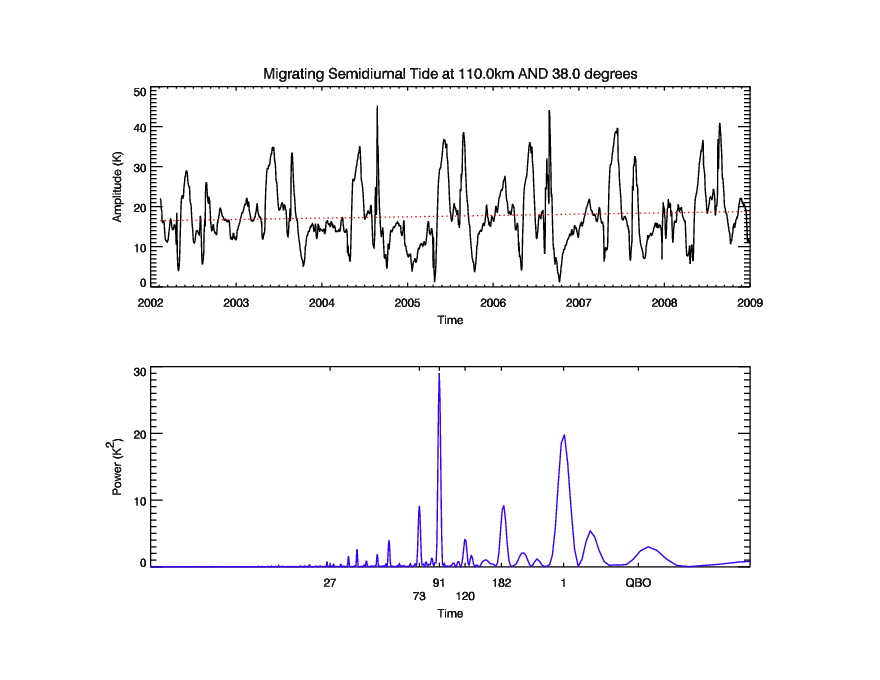 Migrating Semidiurnal Tide at 110.0km AND 38.0 degrees
50
40
30
20
10
0
Amplitude (K)
2002 2003 2004 2005 2006 2007 2008 2009
Time
30
20
10
0
Power (K²)
27 91 182 1 QBO
73 120
Time